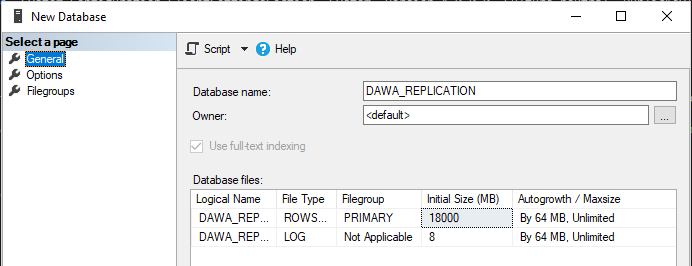 New Database
Select a page
General
Options
Filegroups
Script Help
Database name: DAWA_REPLICATION
Owner: <default> ...
Use full-text indexing
Database files:
Logical Name File Type Filegroup Initial Size (MB) Autogrowth / Maxsize
DAWA_REP... ROWS... PRIMARY 18000 By 64 MB, Unlimited
DAWA_REP... LOG Not Applicable 8 By 64 MB, Unlimited